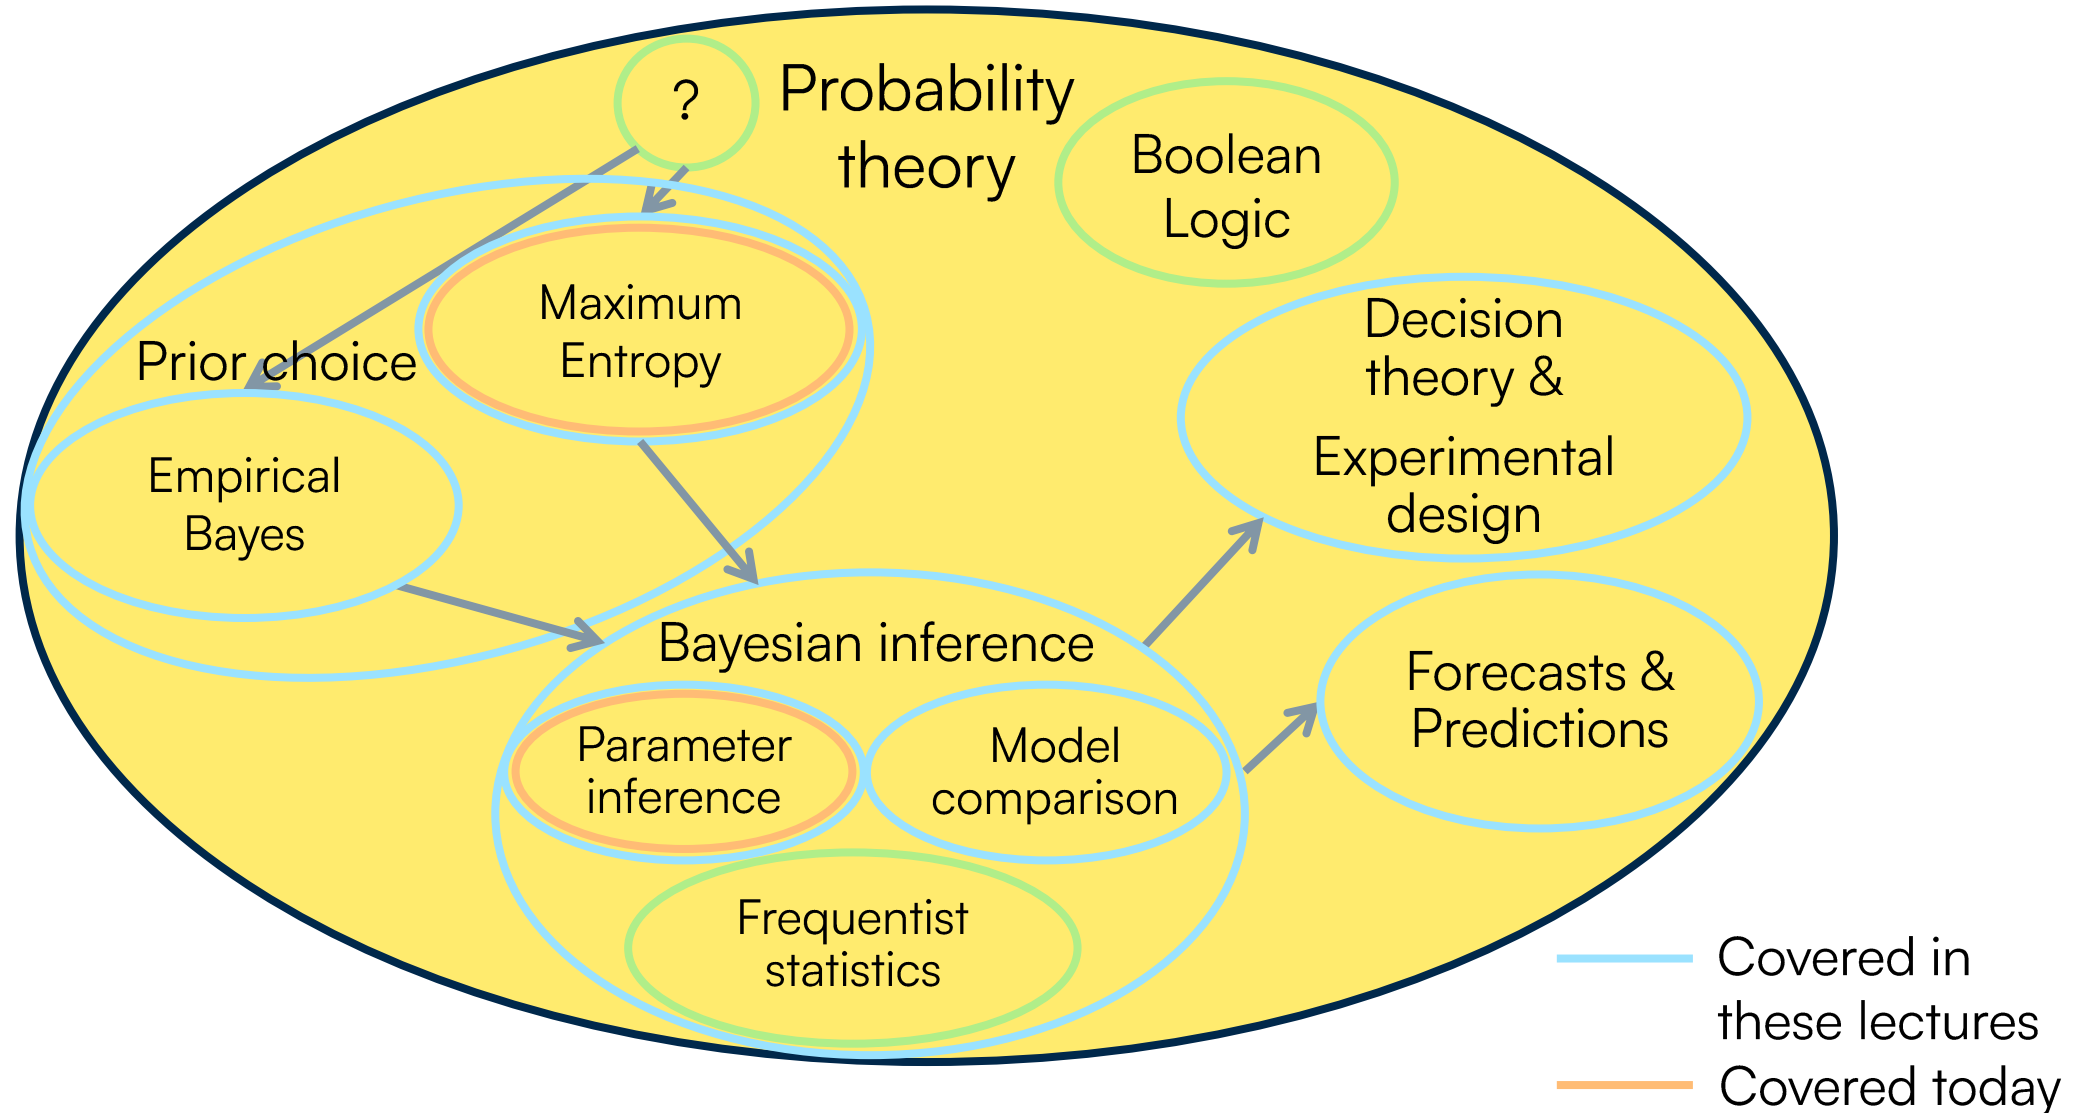 ?
Probability
theory
Boolean
Logic
Maximum
Entropy
Prior choice
Empirical
Bayes
Decision
theory &
Experimental
design
Bayesian inference
Parameter
inference
Model
comparison
Frequentist
statistics
Forecasts &
Predictions
Covered in
these lectures
Covered today